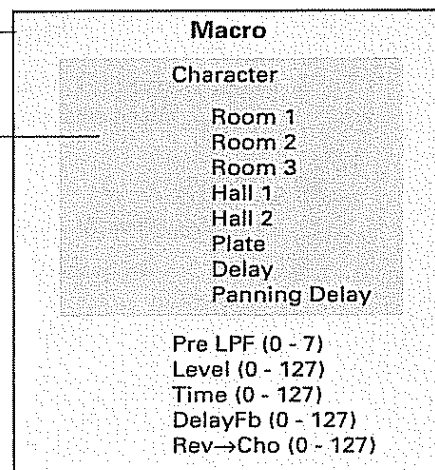 Macro
Character
Room 1
Room 2
Room 3
Hall 1
Hall 2
Plate
Delay
Panning Delay
Pre LPF (0 - 7)
Level (0 - 127)
Time (0 - 127)
DelayFb (0 - 127)
Rev→Cho (0 - 127)